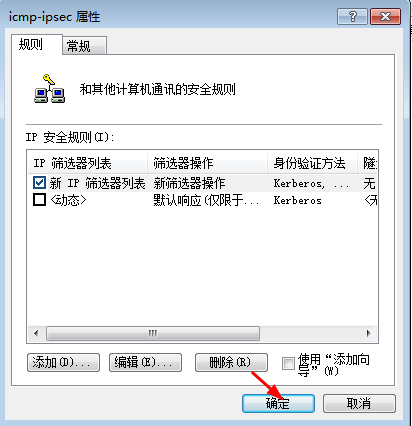 icmp-ipsec 属性
规则 常规
和其他计算机通讯的安全规则
IP 安全规则(I):
IP 筛选器列表 筛选器操作 身份验证方法 隧
新 IP 筛选器列表 新筛选器操作 Kerberos, ... 无
<动态> 默认响应(仅限于... Kerberos <无
添加(D)... 编辑(E)... 删除(R) 使用“添加向
导”(W)
确定 取消